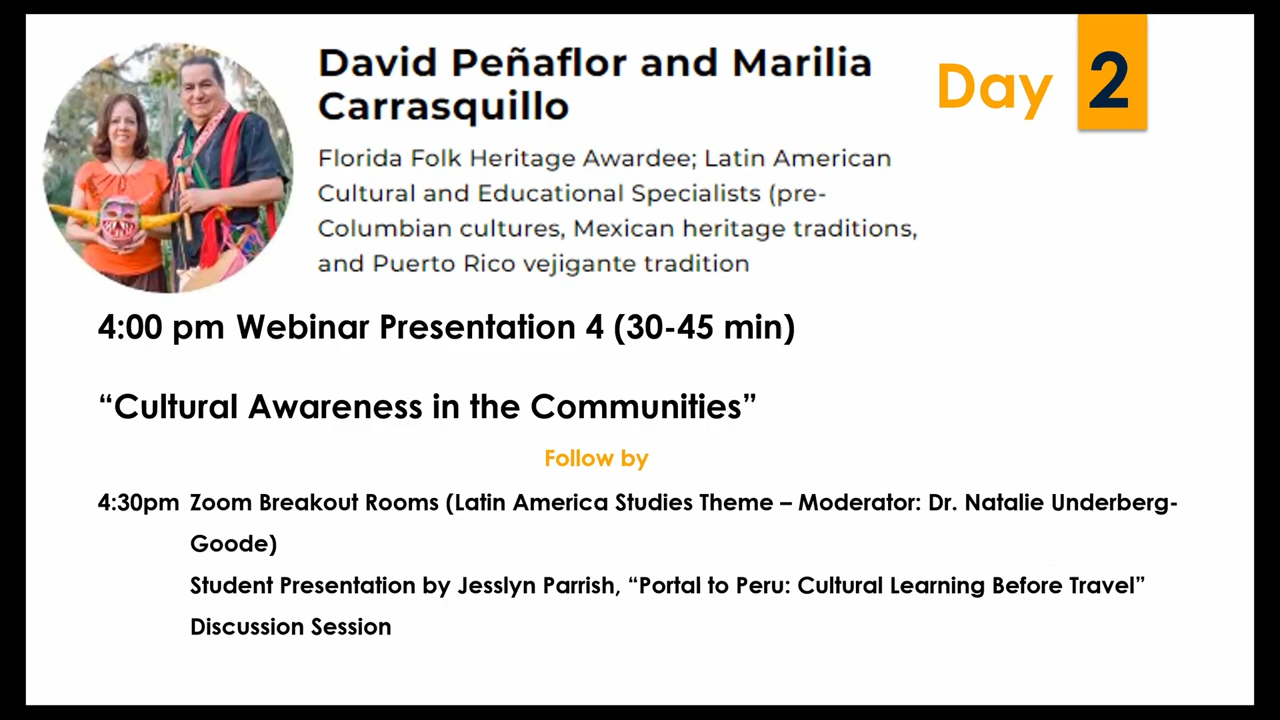 David Peñaflor and Marilia
Carrasquillo
Day 2
Florida Folk Heritage Awardee; Latin American
Cultural and Educational Specialists (pre-
Columbian cultures, Mexican heritage traditions,
and Puerto Rico vejigante tradition
4:00 pm Webinar Presentation 4 (30-45 min)
“Cultural Awareness in the Communities”
Follow by
4:30pm Zoom Breakout Rooms (Latin America Studies Theme – Moderator: Dr. Natalie Underberg-
Goode)
Student Presentation by Jesslyn Parrish, “Portal to Peru: Cultural Learning Before Travel”
Discussion Session